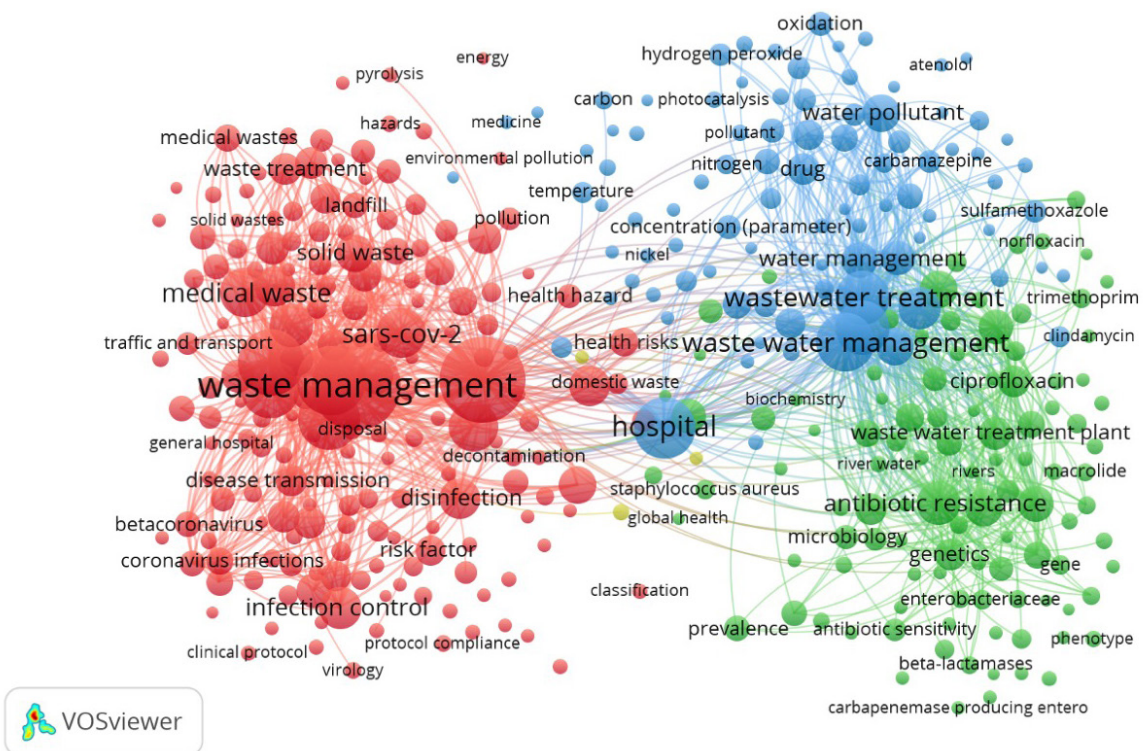 oxidation
hydrogen peroxide
energy
atenolol
pyrolysis
carbon
photocatalysis
water pollutant
hazards
medicine
pollutant
medical wastes
environmental pollution
nitrogen
drug
carbamazepine
waste treatment
temperature
landfill
solid wastes
pollution
concentration (parameter)
sulfamethoxazole
norfloxacin
solid waste
nickel
water management
medical waste
health hazard
wastewater treatment
trimethoprim
sars-cov-2
traffic and transport
health risks
waste water management
clindamycin
waste management
domestic waste
ciprofloxacin
biochemistry
disposal
hospital
general hospital
waste water treatment plant
decontamination
river water
rivers
macrolide
disease transmission
staphylococcus aureus
disinfection
antibiotic resistance
betacoronavirus
global health
microbiology
coronavirus infections
risk factor
genetics
gene
classification
infection control
enterobacteriaceae
prevalence
antibiotic sensitivity
phenotype
clinical protocol
protocol compliance
virology
beta-lactamases
carbapenemase producing entero
VOSviewer